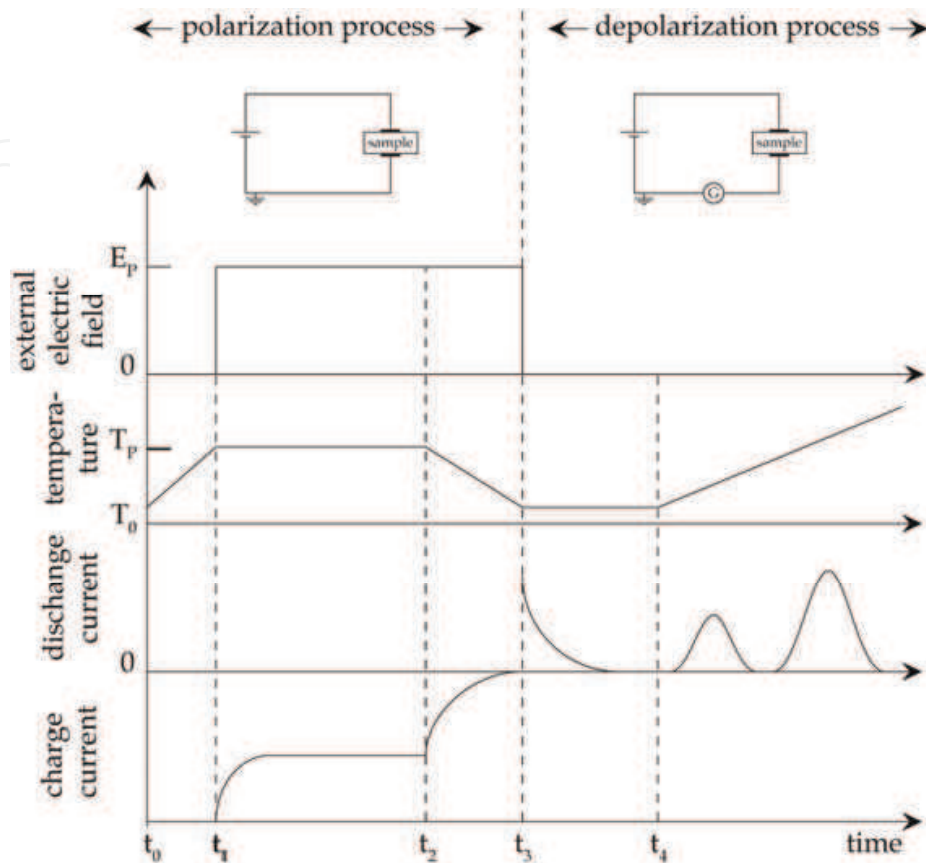 polarization process
depolarization process
sample
sample
G
external
electric
field
E_P
0
tempera-
ture
T_P
T_0
dischange
current
0
charge
current
t_0
t_1
t_2
t_3
t_4
time